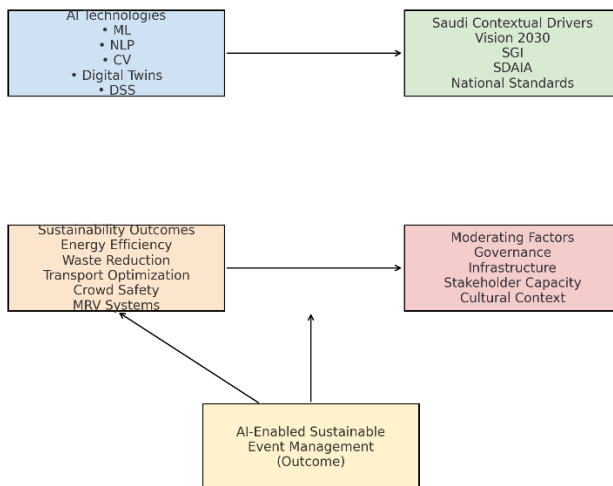 AI Technologies
• ML
• NLP
• CV
• Digital Twins
• DSS
Saudi Contextual Drivers
Vision 2030
SGI
SDAIA
National Standards
Sustainability Outcomes
Energy Efficiency
Waste Reduction
Transport Optimization
Crowd Safety
MRV Systems
Moderating Factors
Governance
Infrastructure
Stakeholder Capacity
Cultural Context
AI-Enabled Sustainable
Event Management
(Outcome)